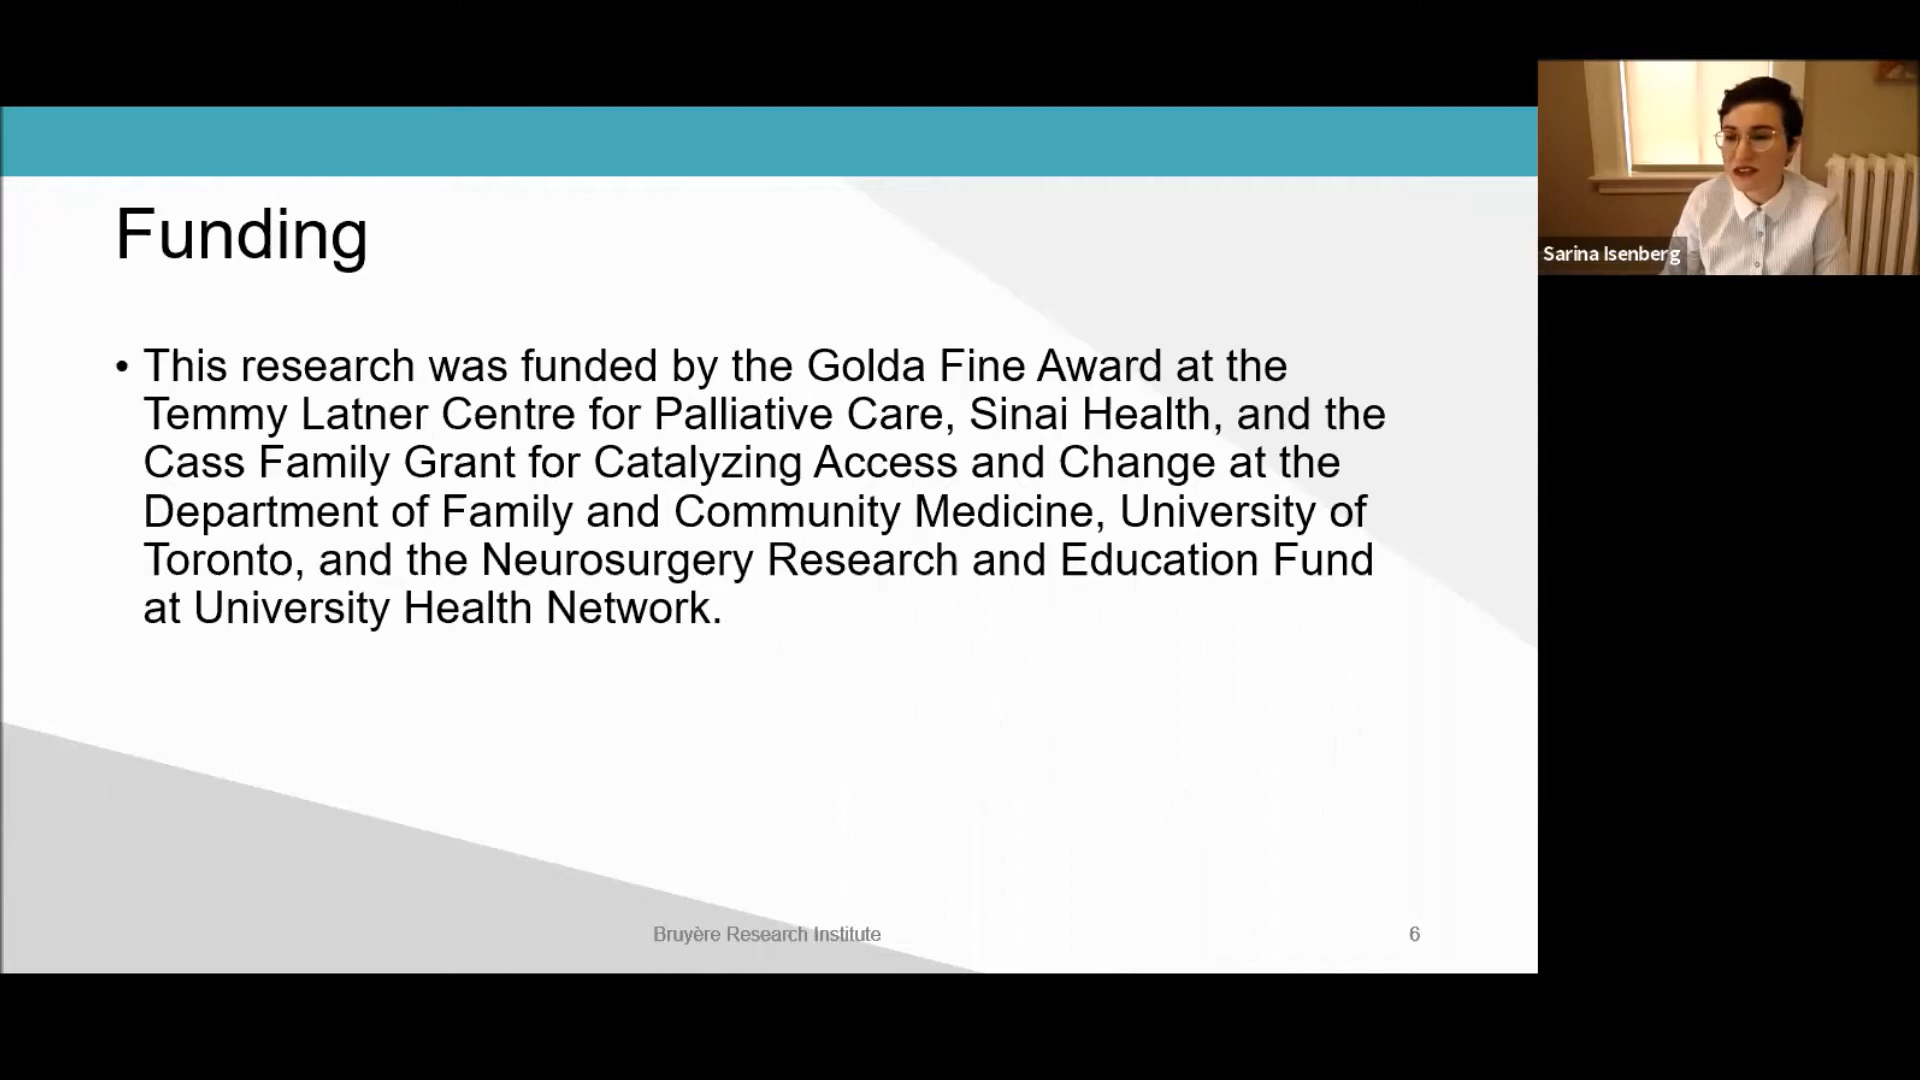 Funding
• This research was funded by the Golda Fine Award at the
Temmy Latner Centre for Palliative Care, Sinai Health, and the
Cass Family Grant for Catalyzing Access and Change at the
Department of Family and Community Medicine, University of
Toronto, and the Neurosurgery Research and Education Fund
at University Health Network.
Bruyère Research Institute
6
Sarina Isenberg